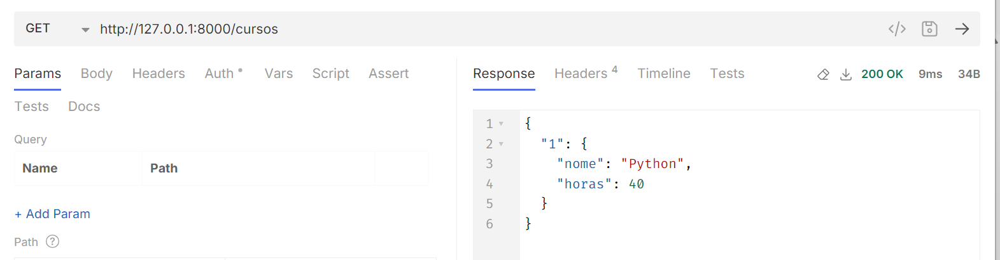 GET http://127.0.0.1:8000/cursos </>
Params Body Headers Auth Vars Script Assert
Tests Docs
Query
Name Path
+ Add Param
Path ?
Response Headers 4 Timeline Tests 200 OK 9ms 34B
1 {
2 "1": {
3 "nome": "Python",
4 "horas": 40
5 }
6 }